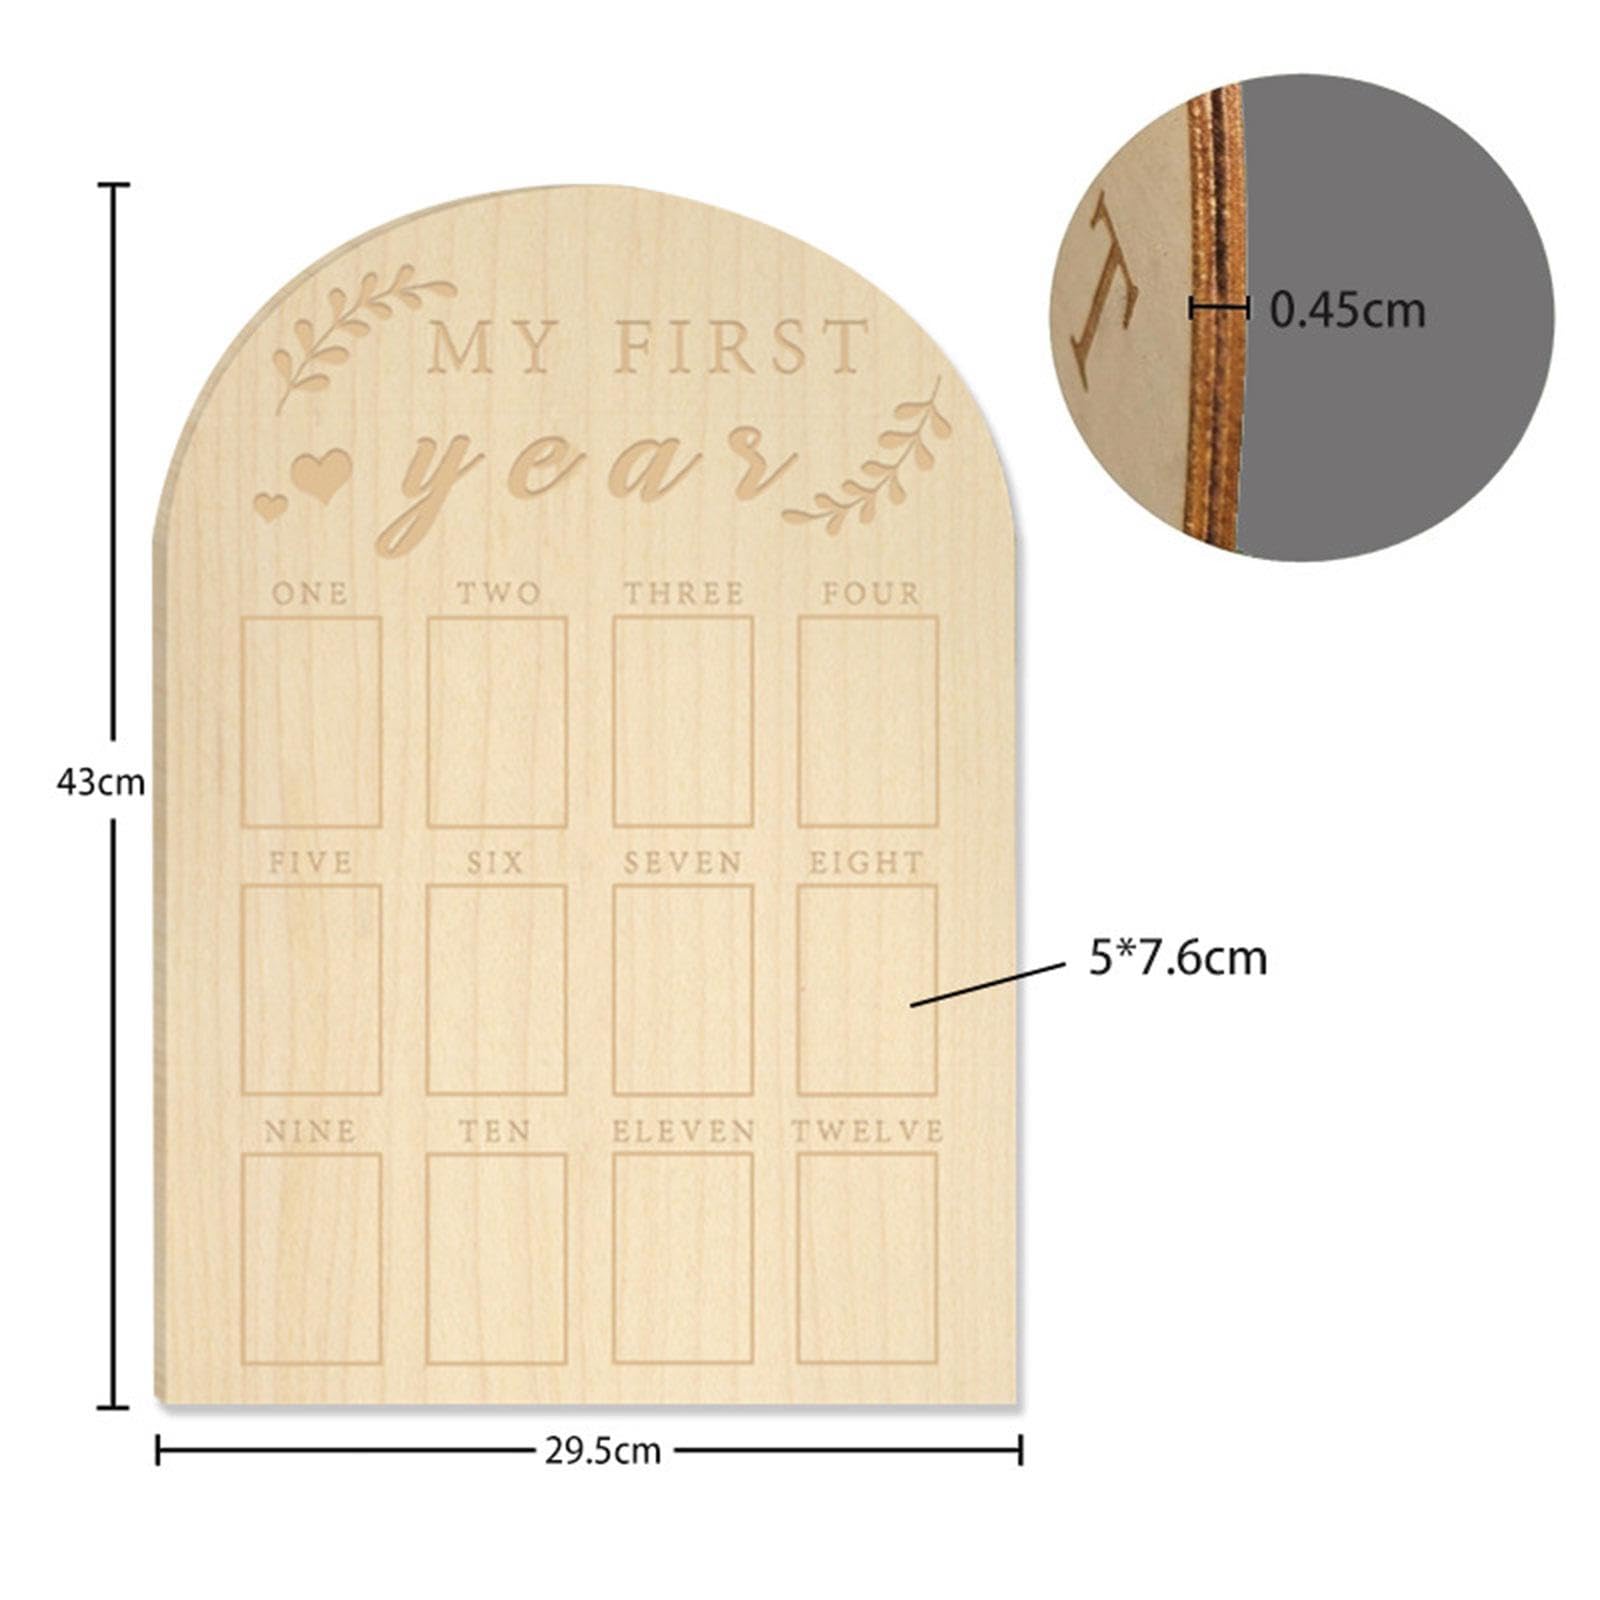 MY FIRST
year
ONE TWO THREE FOUR
FIVE SIX SEVEN EIGHT
NINE TEN ELEVEN TWELVE
43cm
29.5cm
5*7.6cm
0.45cm
T